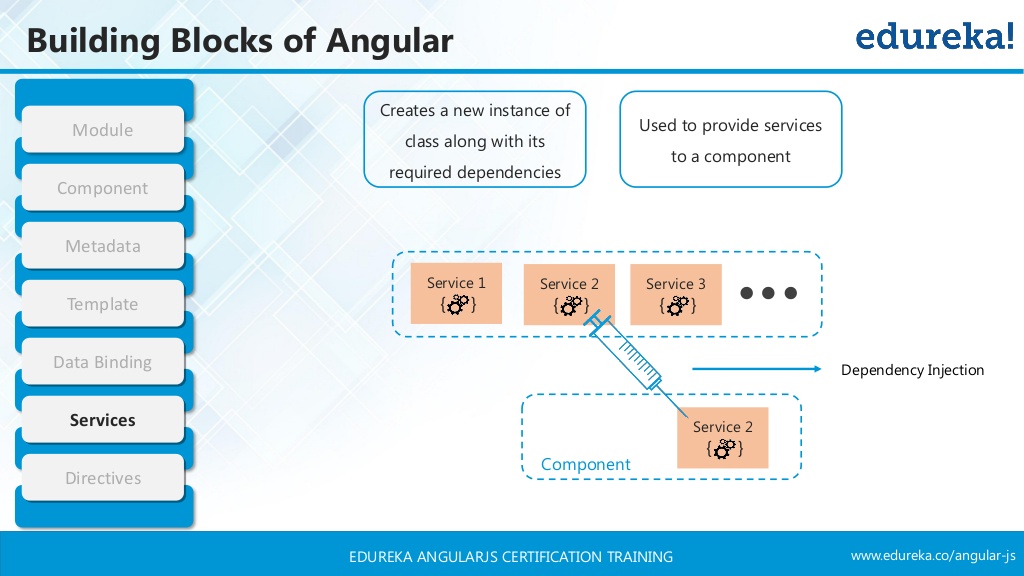 Building Blocks of Angular
edureka!
Module
Component
Metadata
Template
Data Binding
Services
Directives
Creates a new instance of
class along with its
required dependencies
Used to provide services
to a component
Service 1
{ }
Service 2
{ }
Service 3
{ }
Dependency Injection
Service 2
{ }
Component
EDUREKA ANGULARJS CERTIFICATION TRAINING
www.edureka.co/angular-js